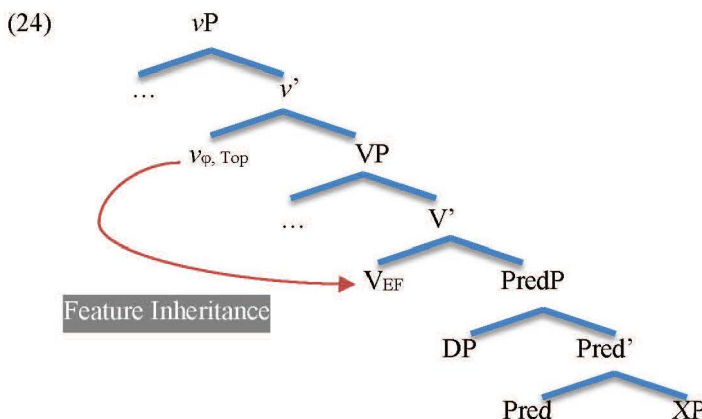 (24)
vP
… v’
vφ, Top VP
… V’
VEF PredP
Feature Inheritance
DP Pred’
Pred XP